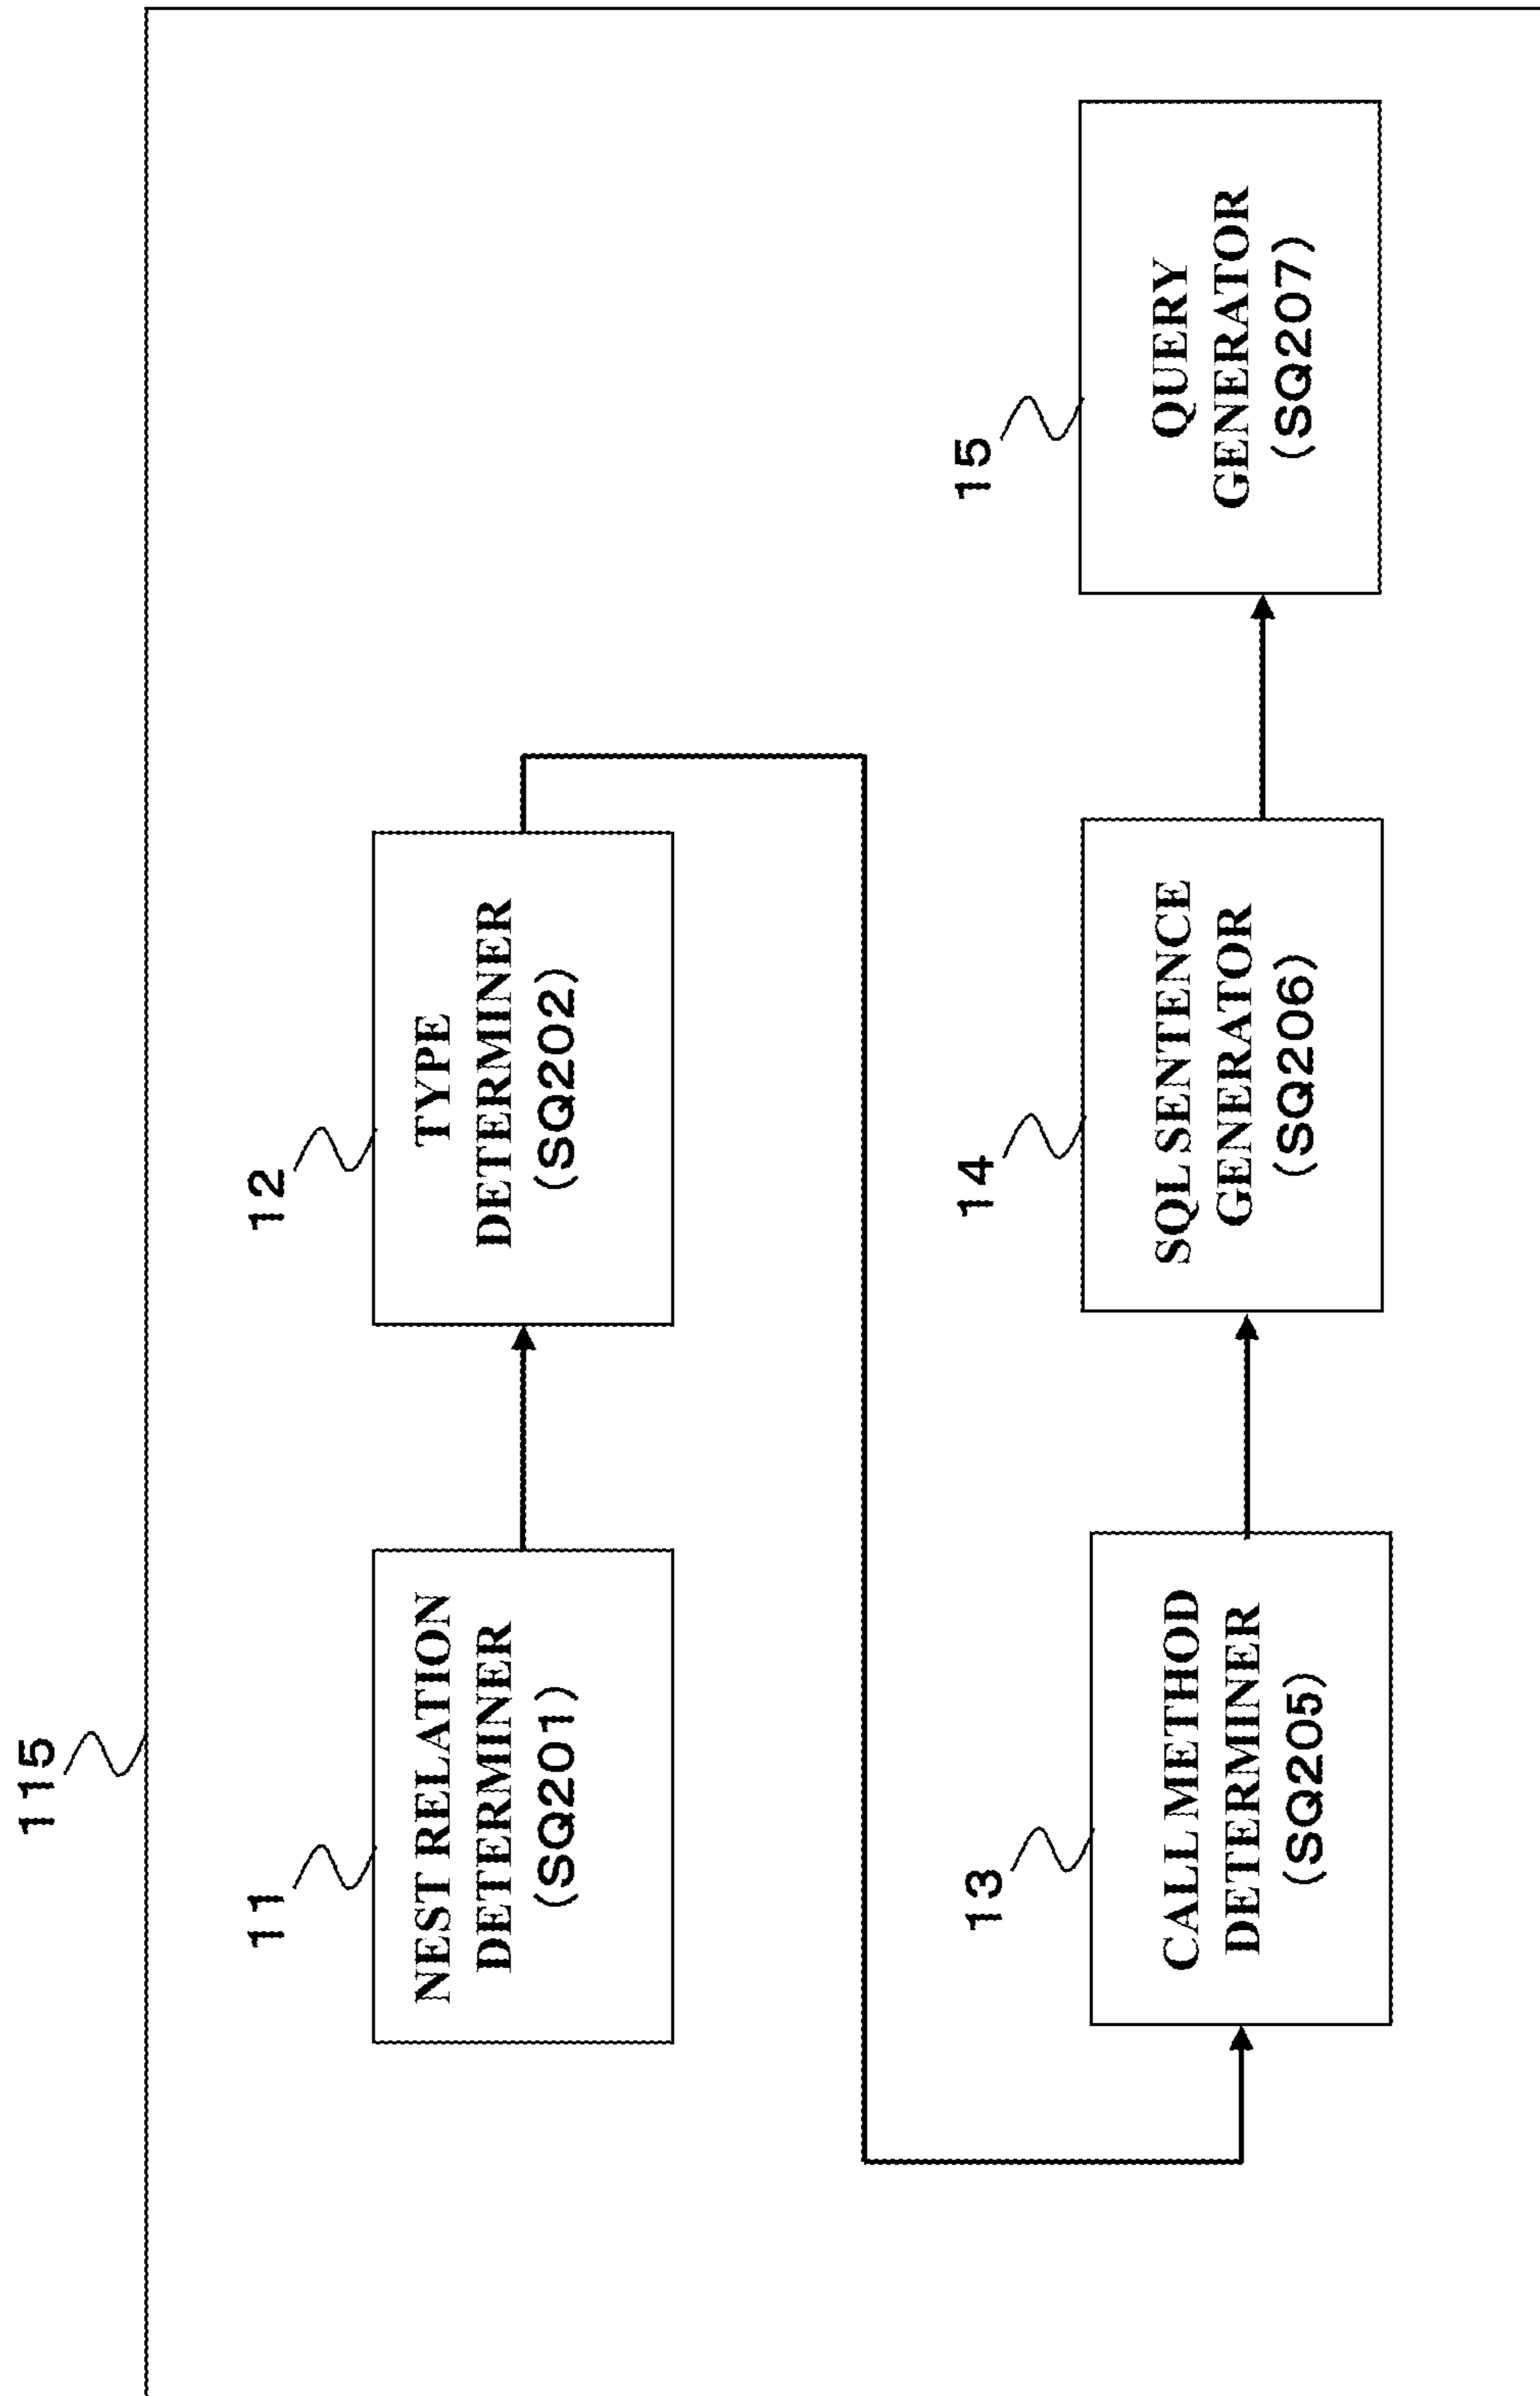 115
11
NEST RELATION
DETERMINER
(SQ201)
12
TYPE
DETERMINER
(SQ202)
13
CALL METHOD
DETERMINER
(SQ205)
14
SQL SENTENCE
GENERATOR
(SQ206)
15
QUERY
GENERATOR
(SQ207)